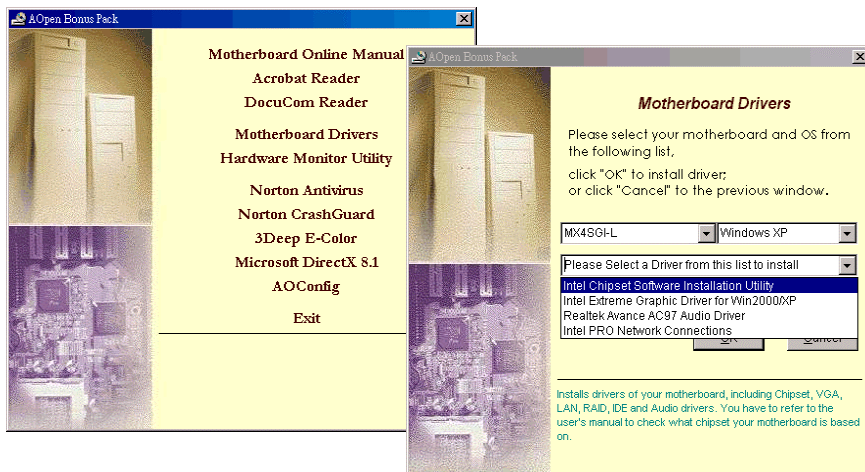 AOpen Bonus Pack
Motherboard Online Manual
Acrobat Reader
DocuCom Reader
Motherboard Drivers
Hardware Monitor Utility
Norton Antivirus
Norton CrashGuard
3Deep E-Color
Microsoft DirectX 8.1
AOConfig
Exit
AOpen Bonus Pack
Motherboard Drivers
Please select your motherboard and OS from
the following list,
click "OK" to install driver;
or click "Cancel" to the previous window.
MX4SGI-L
Windows XP
Please Select a Driver from this list to install
Intel Chipset Software Installation Utility
Intel Extreme Graphic Driver for Win2000/XP
Realtek Avance AC97 Audio Driver
Intel PRO Network Connections
OK
Cancel
Installs drivers of your motherboard, including Chipset, VGA,
LAN, RAID, IDE and Audio drivers. You have to refer to the
user's manual to check what chipset your motherboard is based
on.